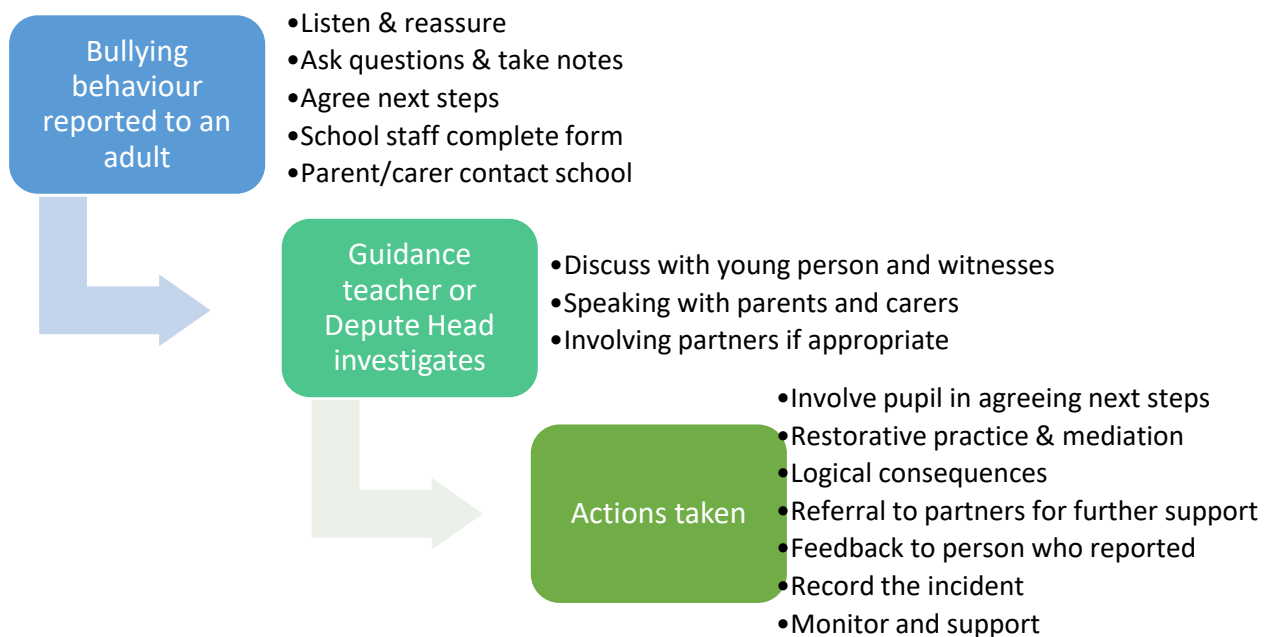 Bullying
behaviour
reported to an
adult
•Listen & reassure
•Ask questions & take notes
•Agree next steps
•School staff complete form
•Parent/carer contact school
Guidance
teacher or
Depute Head
investigates
•Discuss with young person and witnesses
•Speaking with parents and carers
•Involving partners if appropriate
Actions taken
•Involve pupil in agreeing next steps
•Restorative practice & mediation
•Logical consequences
•Referral to partners for further support
•Feedback to person who reported
•Record the incident
•Monitor and support